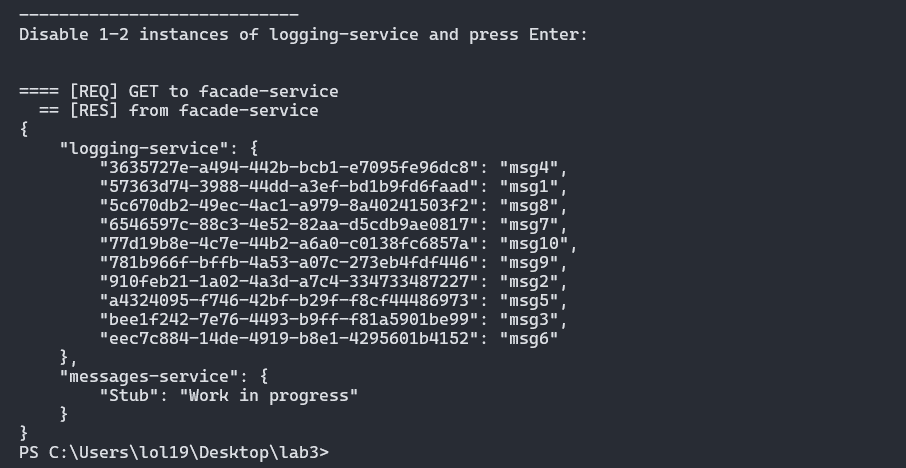 ----------------------------
Disable 1-2 instances of logging-service and press Enter:
==== [REQ] GET to facade-service
  == [RES] from facade-service
{
    "logging-service": {
        "3635727e-a494-442b-bcb1-e7095fe96dc8": "msg4",
        "57363d74-3988-44dd-a3ef-bd1b9fd6faad": "msg1",
        "5c670db2-49ec-4ac1-a979-8a40241503f2": "msg8",
        "6546597c-88c3-4e52-82aa-d5cdb9ae0817": "msg7",
        "77d19b8e-4c7e-44b2-a6a0-c0138fc6857a": "msg10",
        "781b966f-bffb-4a53-a07c-273eb4fdf446": "msg9",
        "910feb21-1a02-4a3d-a7c4-334733487227": "msg2",
        "a4324095-f746-42bf-b29f-f8cf44486973": "msg5",
        "bee1f242-7e76-4493-b9ff-f81a5901be99": "msg3",
        "eec7c884-14de-4919-b8e1-4295601b4152": "msg6"
    },
    "messages-service": {
        "Stub": "Work in progress"
    }
}
PS C:\Users\lol19\Desktop\lab3>